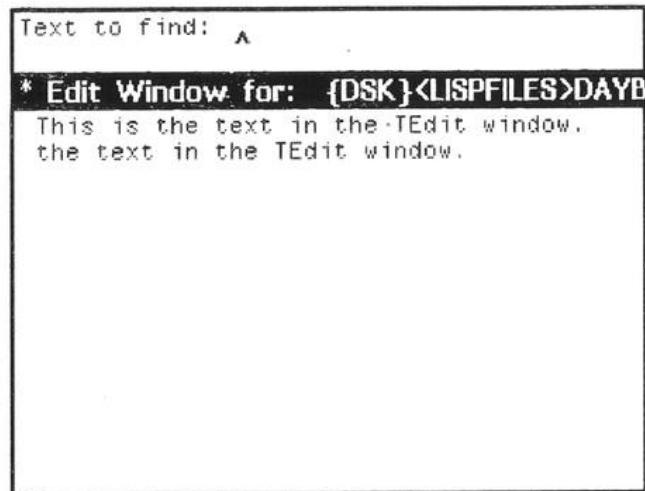 Text to find:
* Edit Window for: {DSK}<LISPFILES>DAYB
This is the text in the TEdit window.
the text in the TEdit window.